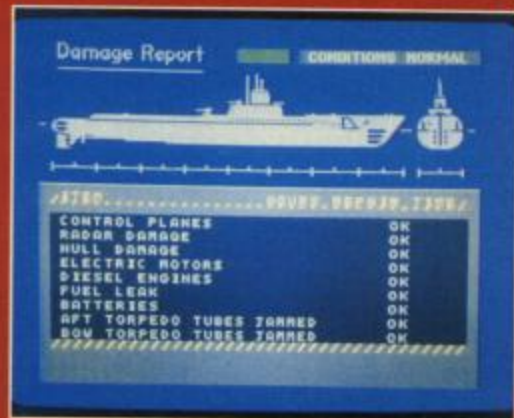 Damage Report
CONDITIONS NORMAL
CONTROL PLANES OK
RADAR DAMAGE OK
HULL DAMAGE OK
ELECTRIC MOTORS OK
DIESEL ENGINES OK
FUEL LEAK OK
BATTERIES OK
AFT TORPEDO TUBES JAMMED OK
BOW TORPEDO TUBES JAMMED OK